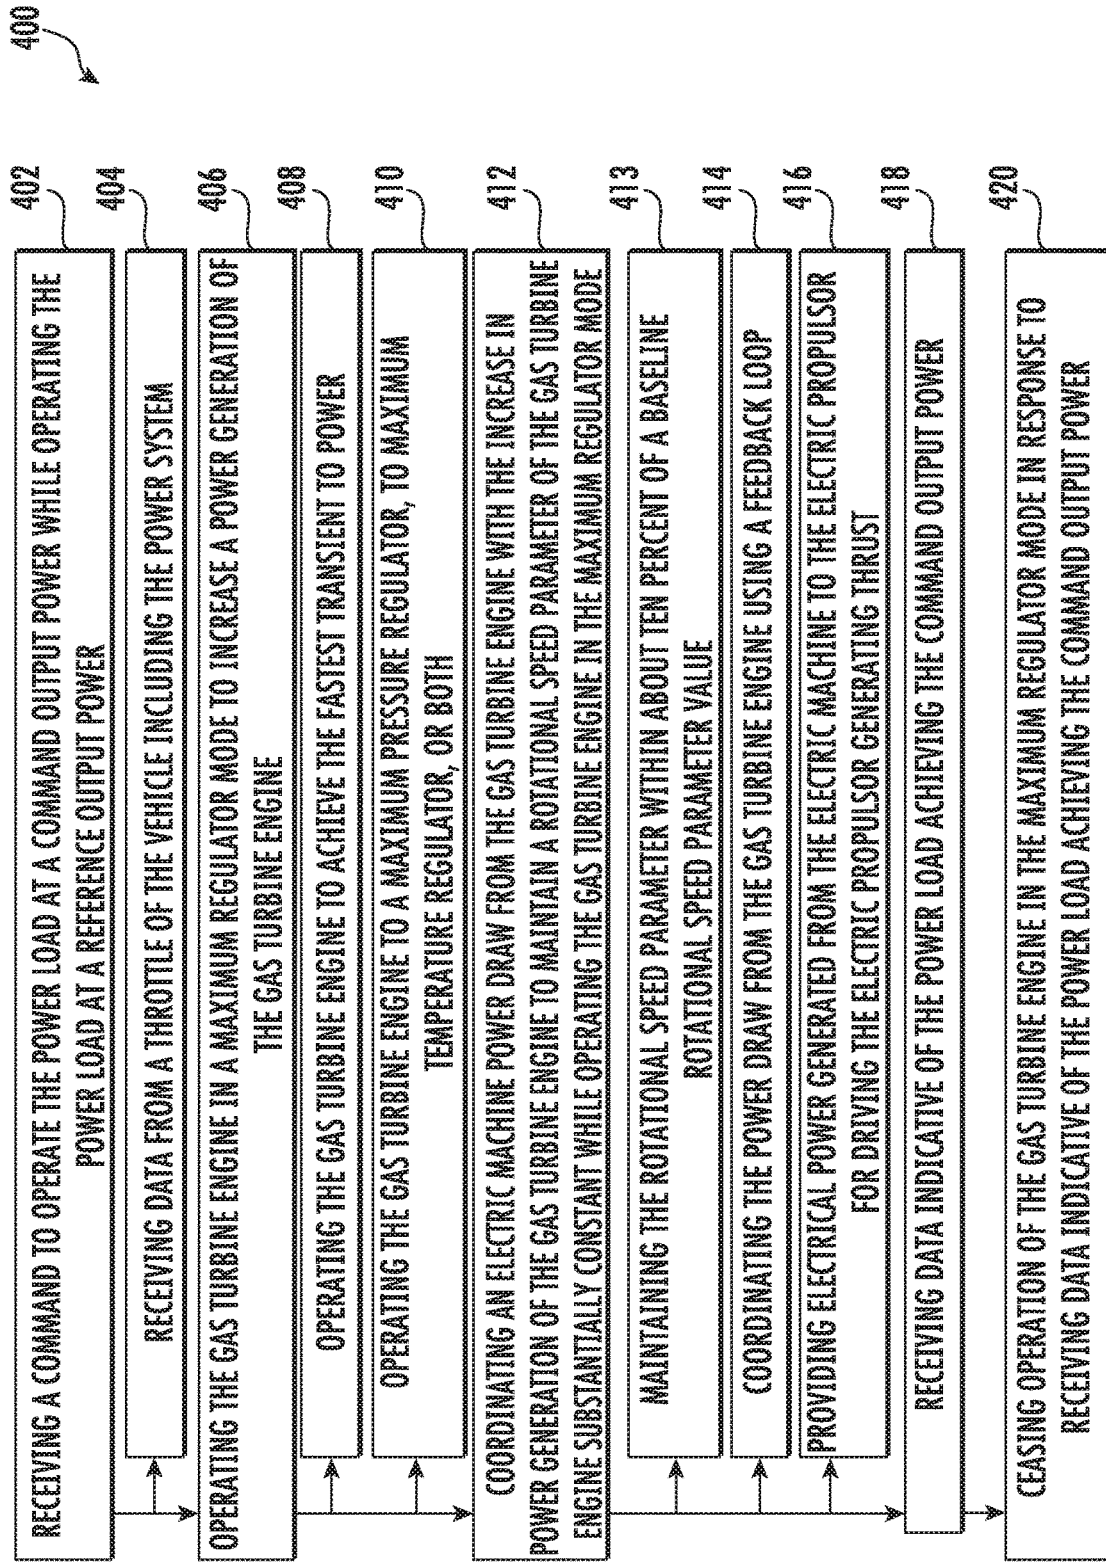 400
402
RECEIVING A COMMAND TO OPERATE THE POWER LOAD AT A COMMAND OUTPUT POWER WHILE OPERATING THE
POWER LOAD AT A REFERENCE OUTPUT POWER
404
RECEIVING DATA FROM A THROTTLE OF THE VEHICLE INCLUDING THE POWER SYSTEM
406
OPERATING THE GAS TURBINE ENGINE IN A MAXIMUM REGULATOR MODE TO INCREASE A POWER GENERATION OF
THE GAS TURBINE ENGINE
408
OPERATING THE GAS TURBINE ENGINE TO ACHIEVE THE FASTEST TRANSIENT TO POWER
410
OPERATING THE GAS TURBINE ENGINE TO A MAXIMUM PRESSURE REGULATOR, TO MAXIMUM
TEMPERATURE REGULATOR, OR BOTH
412
COORDINATING AN ELECTRIC MACHINE POWER DRAW FROM THE GAS TURBINE ENGINE WITH THE INCREASE IN
POWER GENERATION OF THE GAS TURBINE ENGINE TO MAINTAIN A ROTATIONAL SPEED PARAMETER OF THE GAS TURBINE
ENGINE SUBSTANTIALLY CONSTANT WHILE OPERATING THE GAS TURBINE ENGINE IN THE MAXIMUM REGULATOR MODE
413
MAINTAINING THE ROTATIONAL SPEED PARAMETER WITHIN ABOUT TEN PERCENT OF A BASELINE
ROTATIONAL SPEED PARAMETER VALUE
414
COORDINATING THE POWER DRAW FROM THE GAS TURBINE ENGINE USING A FEEDBACK LOOP
416
PROVIDING ELECTRICAL POWER GENERATED FROM THE ELECTRIC MACHINE TO THE ELECTRIC PROPULSOR
FOR DRIVING THE ELECTRIC PROPULSOR GENERATING THRUST
418
RECEIVING DATA INDICATIVE OF THE POWER LOAD ACHIEVING THE COMMAND OUTPUT POWER
420
CEASING OPERATION OF THE GAS TURBINE ENGINE IN THE MAXIMUM REGULATOR MODE IN RESPONSE TO
RECEIVING DATA INDICATIVE OF THE POWER LOAD ACHIEVING THE COMMAND OUTPUT POWER